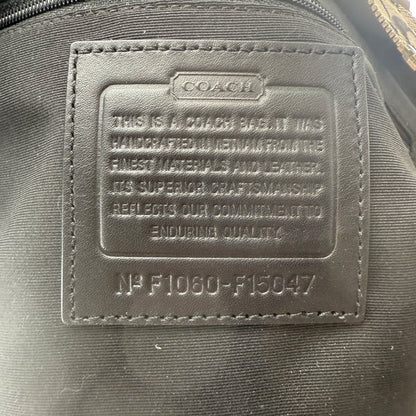 COACH
THIS IS A COACH BAG. IT WAS
HANDCRAFTED IN VIETNAM FROM THE
FINEST MATERIALS AND LEATHER.
ITS SUPERIOR CRAFTSMANSHIP
REFLECTS OUR COMMITMENT TO
ENDURING QUALITY.
Nº F1060-F15047